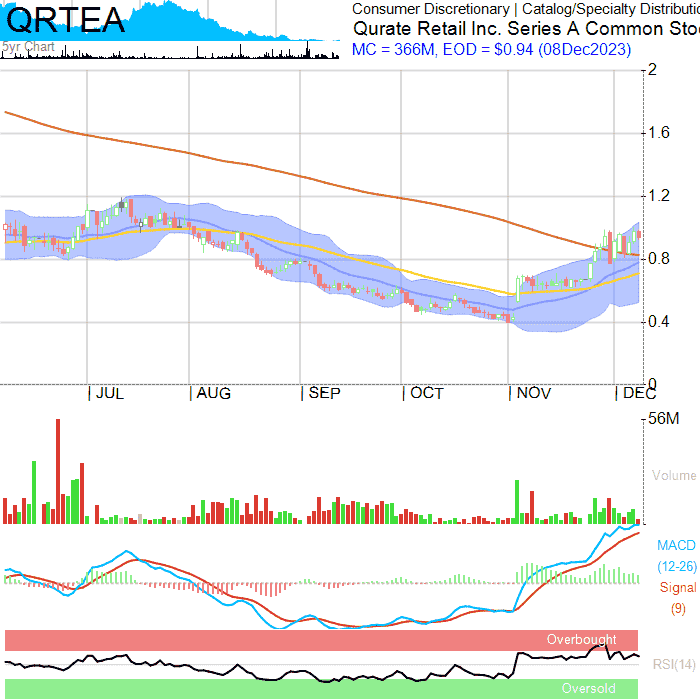 QRTEA
5yr Chart
Consumer Discretionary | Catalog/Specialty Distributio
Qurate Retail Inc. Series A Common Sto
MC = 366M, EOD = $0.94 (08Dec2023)
2
1.6
1.2
0.8
0.4
0
JUL AUG SEP OCT NOV DEC
56M
Volume
MACD
(12-26)
Signal
(9)
Overbought
RSI(14)
Oversold